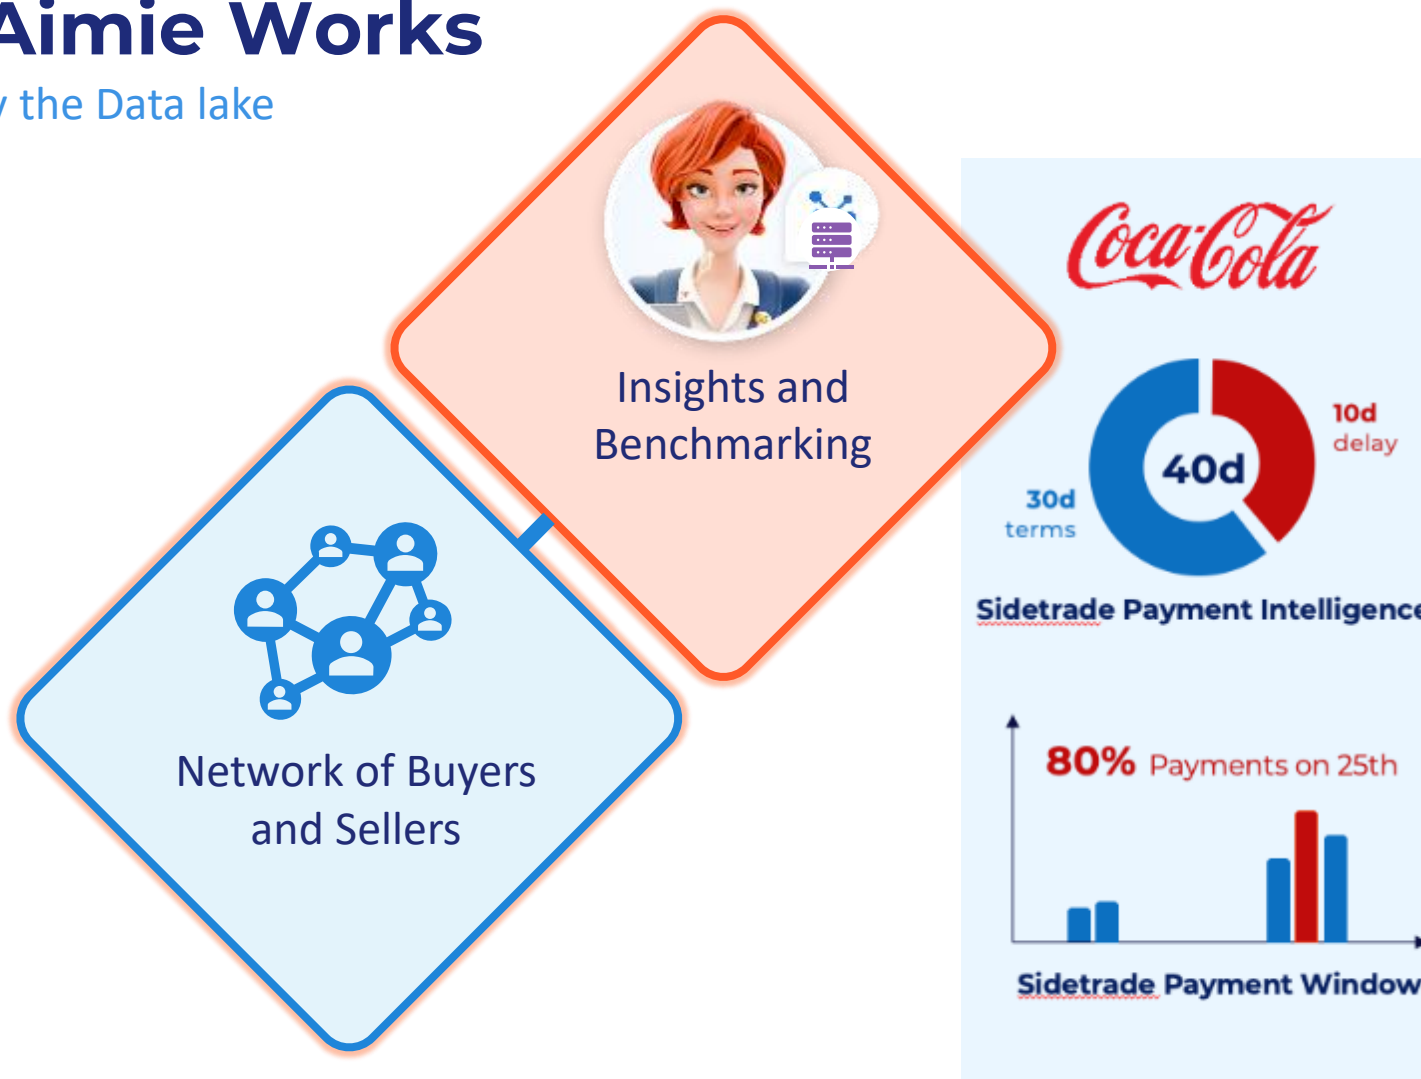 Aimie Works
y the Data lake
Insights and
Benchmarking
Network of Buyers
and Sellers
Coca-Cola
40d
10d
delay
30d
terms
Sidetrade Payment Intelligence
80% Payments on 25th
Sidetrade Payment Window